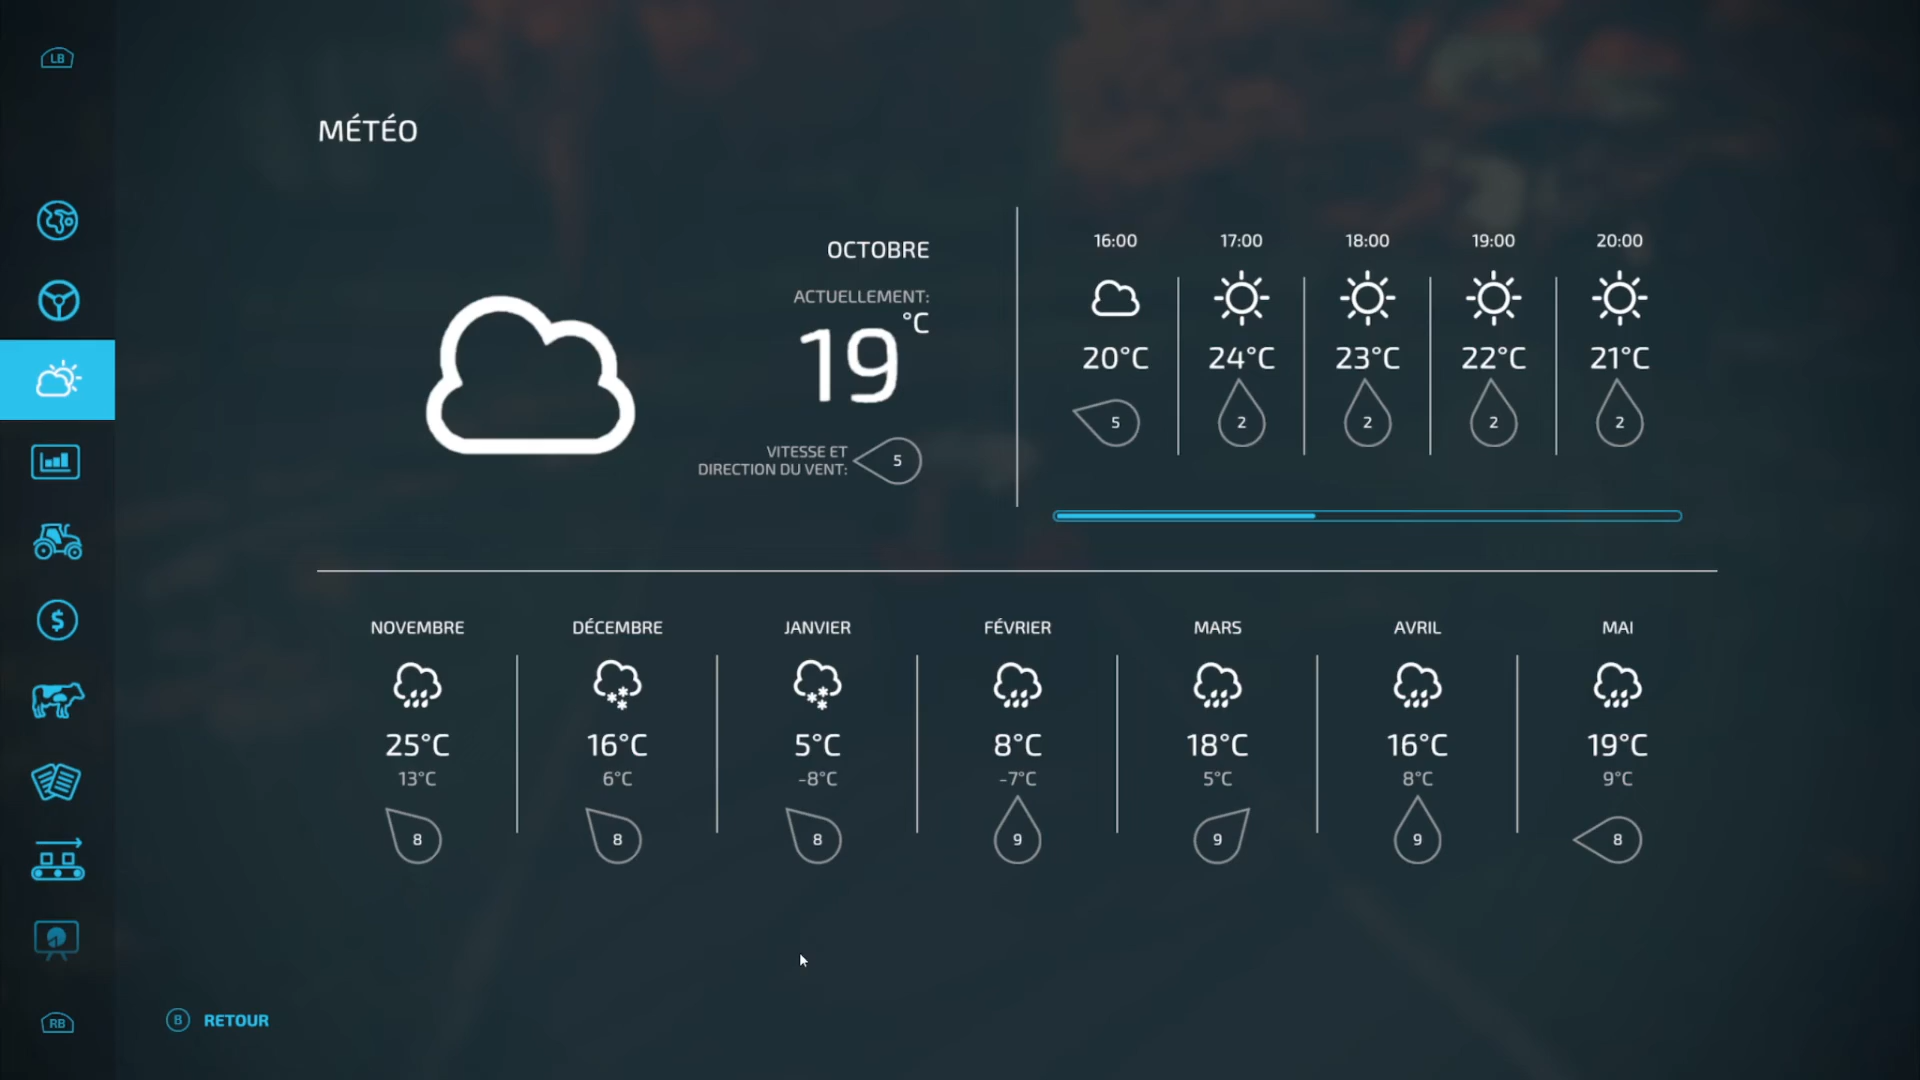 LB
MÉTÉO
OCTOBRE
ACTUELLEMENT:
19 °C
VITESSE ET
DIRECTION DU VENT:
5
16:00 17:00 18:00 19:00 20:00
20°C 24°C 23°C 22°C 21°C
5 2 2 2 2
$
NOVEMBRE DÉCEMBRE JANVIER FÉVRIER MARS AVRIL MAI
25°C 16°C 5°C 8°C 18°C 16°C 19°C
13°C 6°C -8°C -7°C 5°C 8°C 9°C
8 8 8 9 9 9 8
RB
B RETOUR